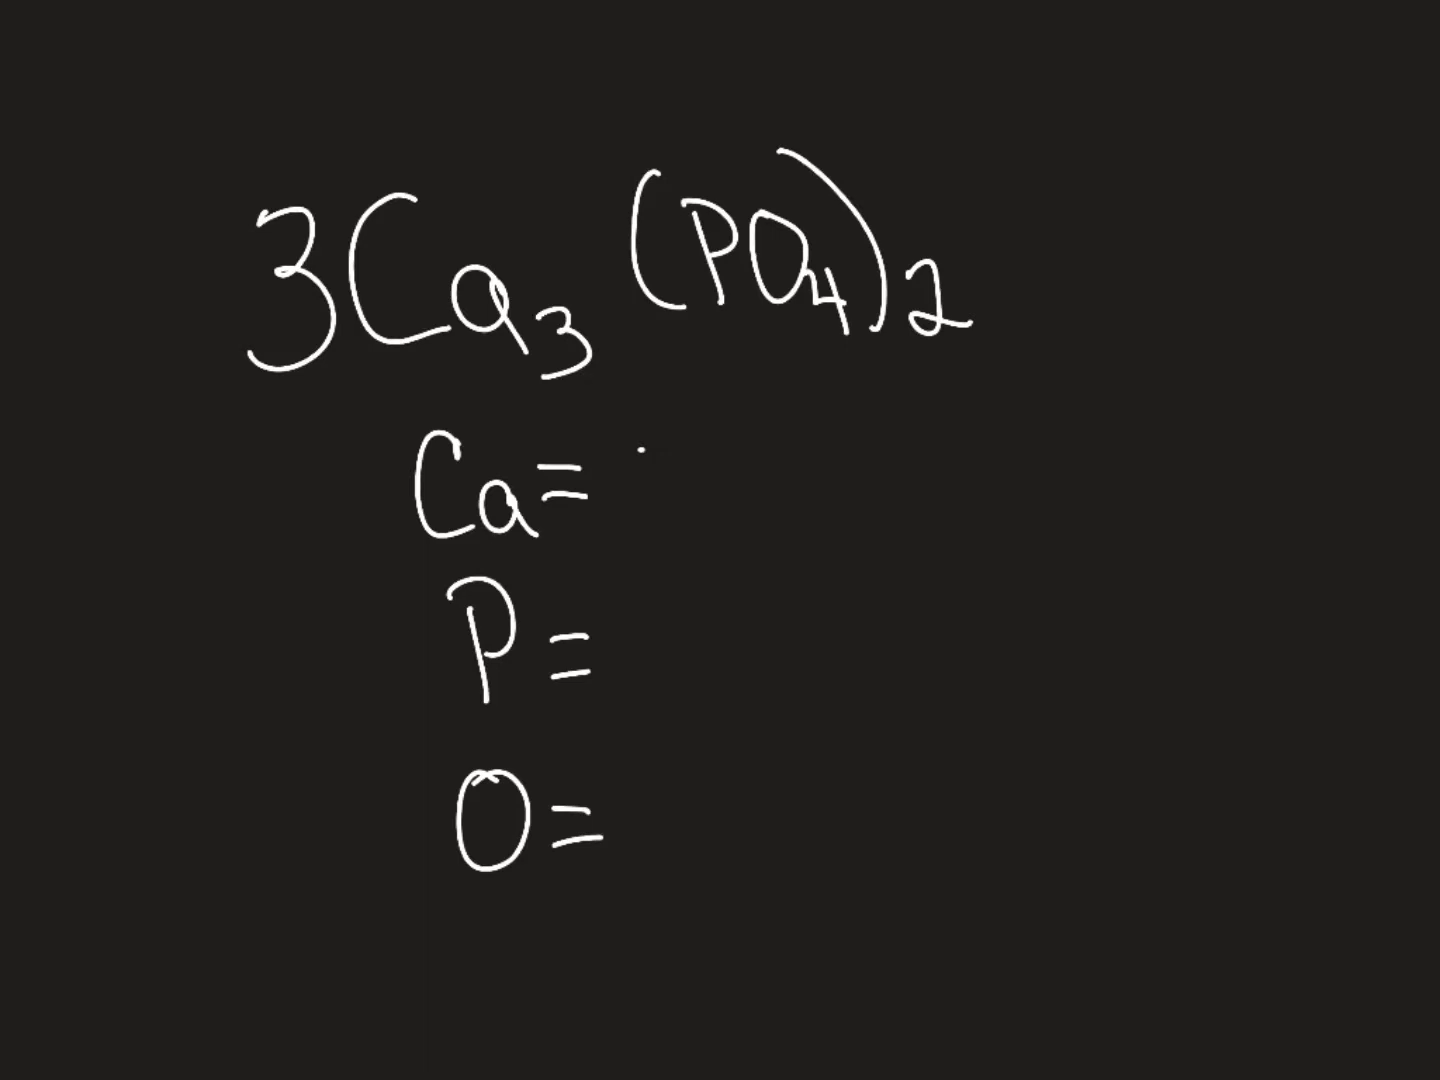 3Ca₃(PO₄)₂
Ca=
P=
O=